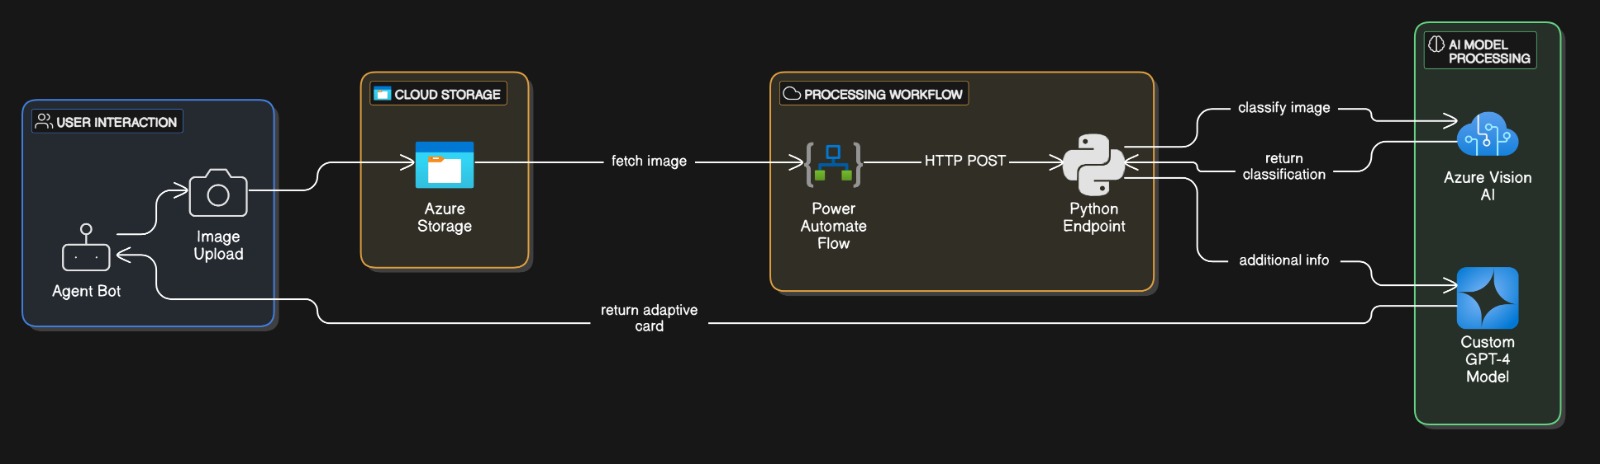 USER INTERACTION
Agent Bot
Image
Upload
CLOUD STORAGE
Azure
Storage
fetch image
PROCESSING WORKFLOW
Power
Automate
Flow
HTTP POST
Python
Endpoint
classify image
return
classification
additional info
return adaptive
card
AI MODEL
PROCESSING
Azure Vision
AI
Custom
GPT-4
Model